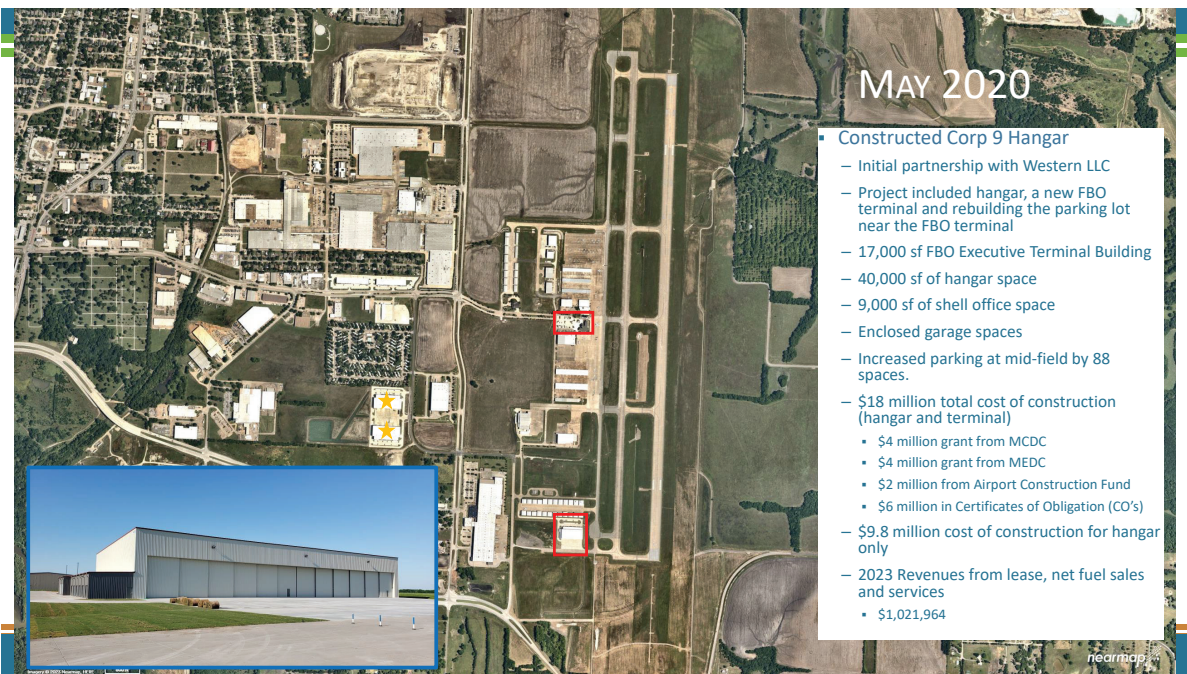 MAY 2020
▪ Constructed Corp 9 Hangar
– Initial partnership with Western LLC
– Project included hangar, a new FBO
terminal and rebuilding the parking lot
near the FBO terminal
– 17,000 sf FBO Executive Terminal Building
– 40,000 sf of hangar space
– 9,000 sf of shell office space
– Enclosed garage spaces
– Increased parking at mid-field by 88
spaces.
– $18 million total cost of construction
(hangar and terminal)
▪ $4 million grant from MCDC
▪ $4 million grant from MEDC
▪ $2 million from Airport Construction Fund
▪ $6 million in Certificates of Obligation (CO's)
– $9.8 million cost of construction for hangar
only
– 2023 Revenues from lease, net fuel sales
and services
▪ $1,021,964
nearmap